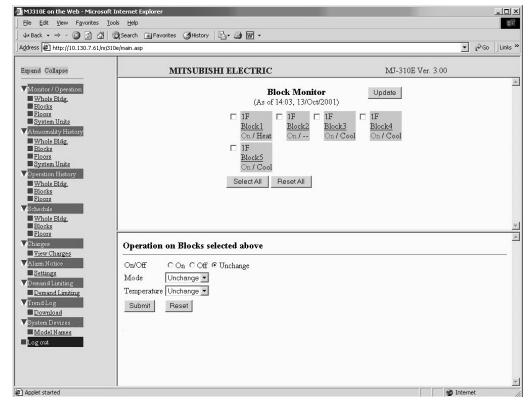 MJ310E on the Web - Microsoft Internet Explorer
File Edit View Favorites Tools Help
Back Search Favorites History
Address http://10.130.7.61/mj310e/main.asp Go Links »
Expand Collapse
MITSUBISHI ELECTRIC MJ-310E Ver. 3.00
Monitor / Operation
Whole Bldg.
Blocks
Floors
System Units
Abnormality History
Whole Bldg.
Blocks
Floors
System Units
Operation History
Whole Bldg.
Blocks
Floors
Schedule
Whole Bldg.
Blocks
Floors
Charges
View Charges
Alarm Notice
Settings
Demand Limiting
Demand Limiting
Trend Log
Download
System Devices
Model Names
Log out
Block Monitor Update
(As of 14:03, 13/Oct/2001)
1F 1F 1F 1F
Block1 Block2 Block3 Block4
On / Heat On / -- On / Cool On / Cool
1F
Block5
On / Cool
Select All Reset All
Operation on Blocks selected above
On/Off On Off Unchange
Mode Unchange
Temperature Unchange
Submit Reset
Applet started Internet